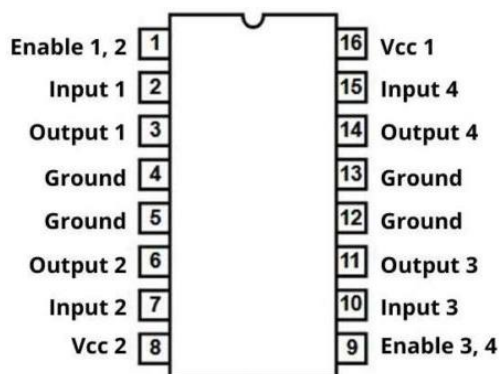 Enable 1, 2 1 16 Vcc 1
Input 1 2 15 Input 4
Output 1 3 14 Output 4
Ground 4 13 Ground
Ground 5 12 Ground
Output 2 6 11 Output 3
Input 2 7 10 Input 3
Vcc 2 8 9 Enable 3, 4